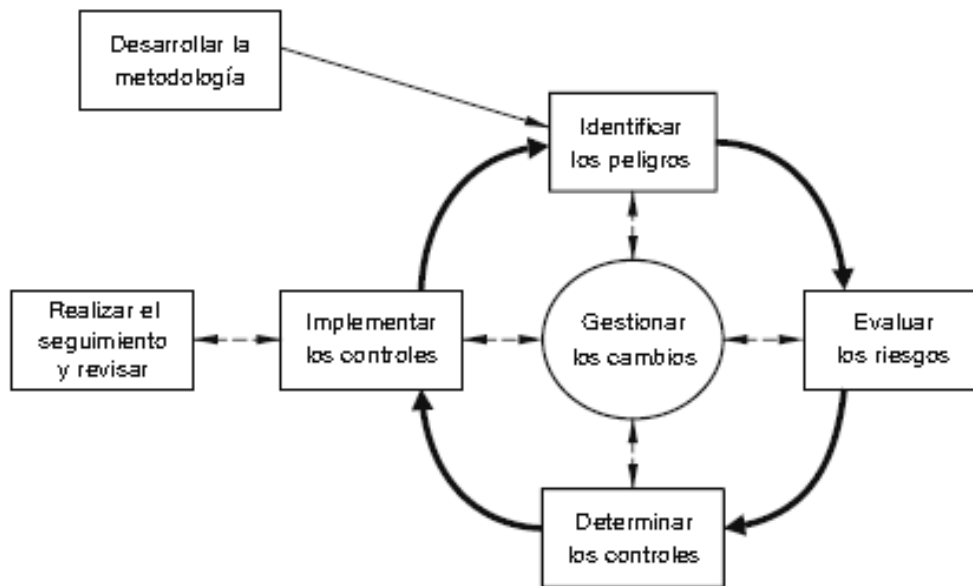 Desarrollar la
metodología
Identificar
los peligros
Realizar el
seguimiento
y revisar
Implementar
los controles
Gestionar
los cambios
Evaluar
los riesgos
Determinar
los controles